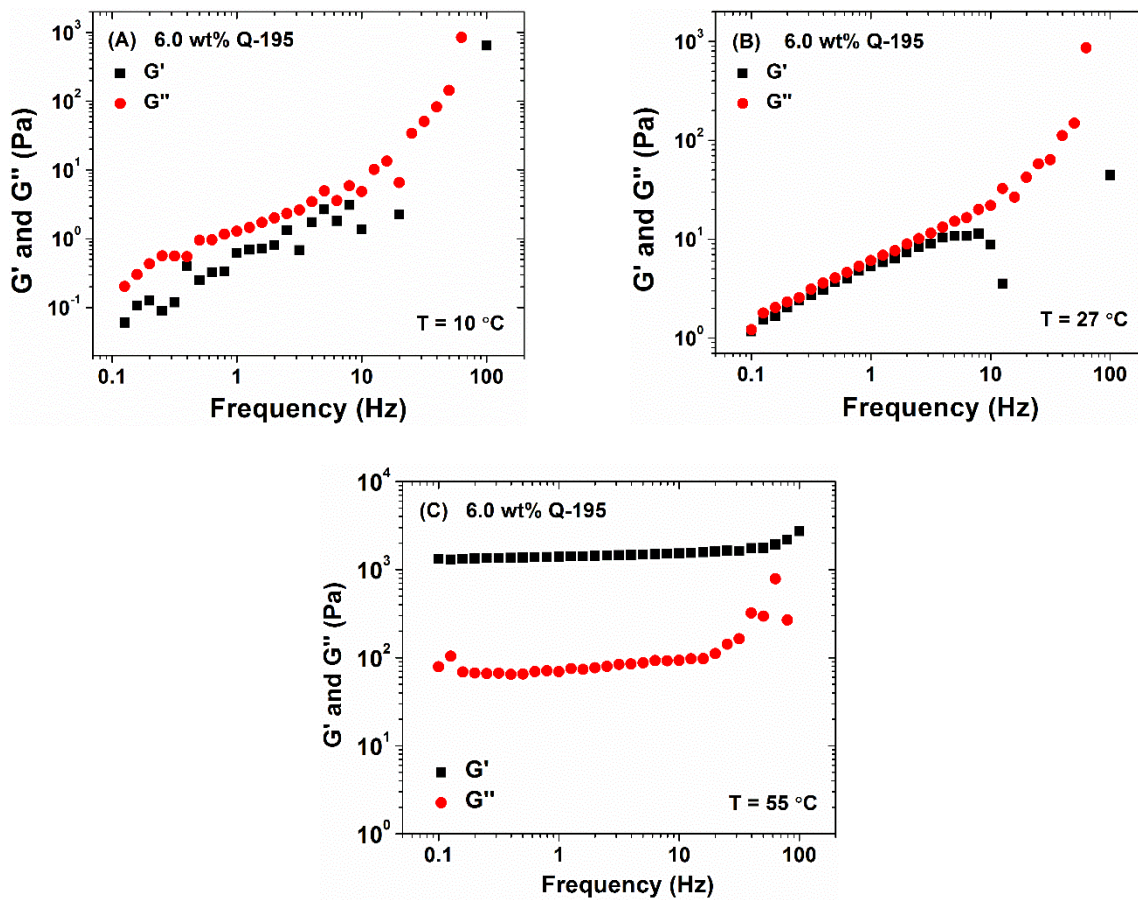 (A) 6.0 wt% Q-195
G'
G"
T = 10 °C
G' and G" (Pa)
10³
10²
10¹
10⁰
10⁻¹
0.1 1 10 100
Frequency (Hz)
(B) 6.0 wt% Q-195
G'
G"
T = 27 °C
G' and G" (Pa)
10³
10²
10¹
10⁰
0.1 1 10 100
Frequency (Hz)
(C) 6.0 wt% Q-195
G'
G"
T = 55 °C
G' and G" (Pa)
10⁴
10³
10²
10¹
10⁰
0.1 1 10 100
Frequency (Hz)